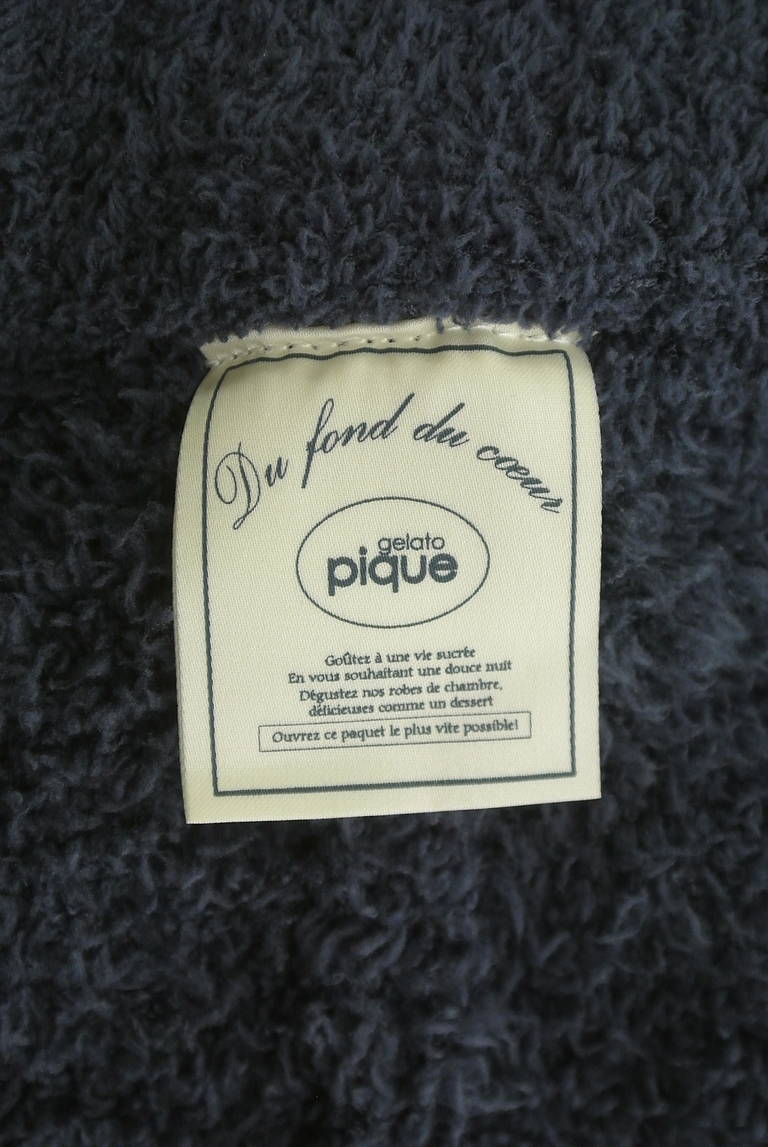 Du fond du cœur
gelato
pique
Goûtez à une vie sucrée
En vous souhaitant une douce nuit
Dégustez nos robes de chambre,
délicieuses comme un dessert
Ouvrez ce paquet le plus vite possible!